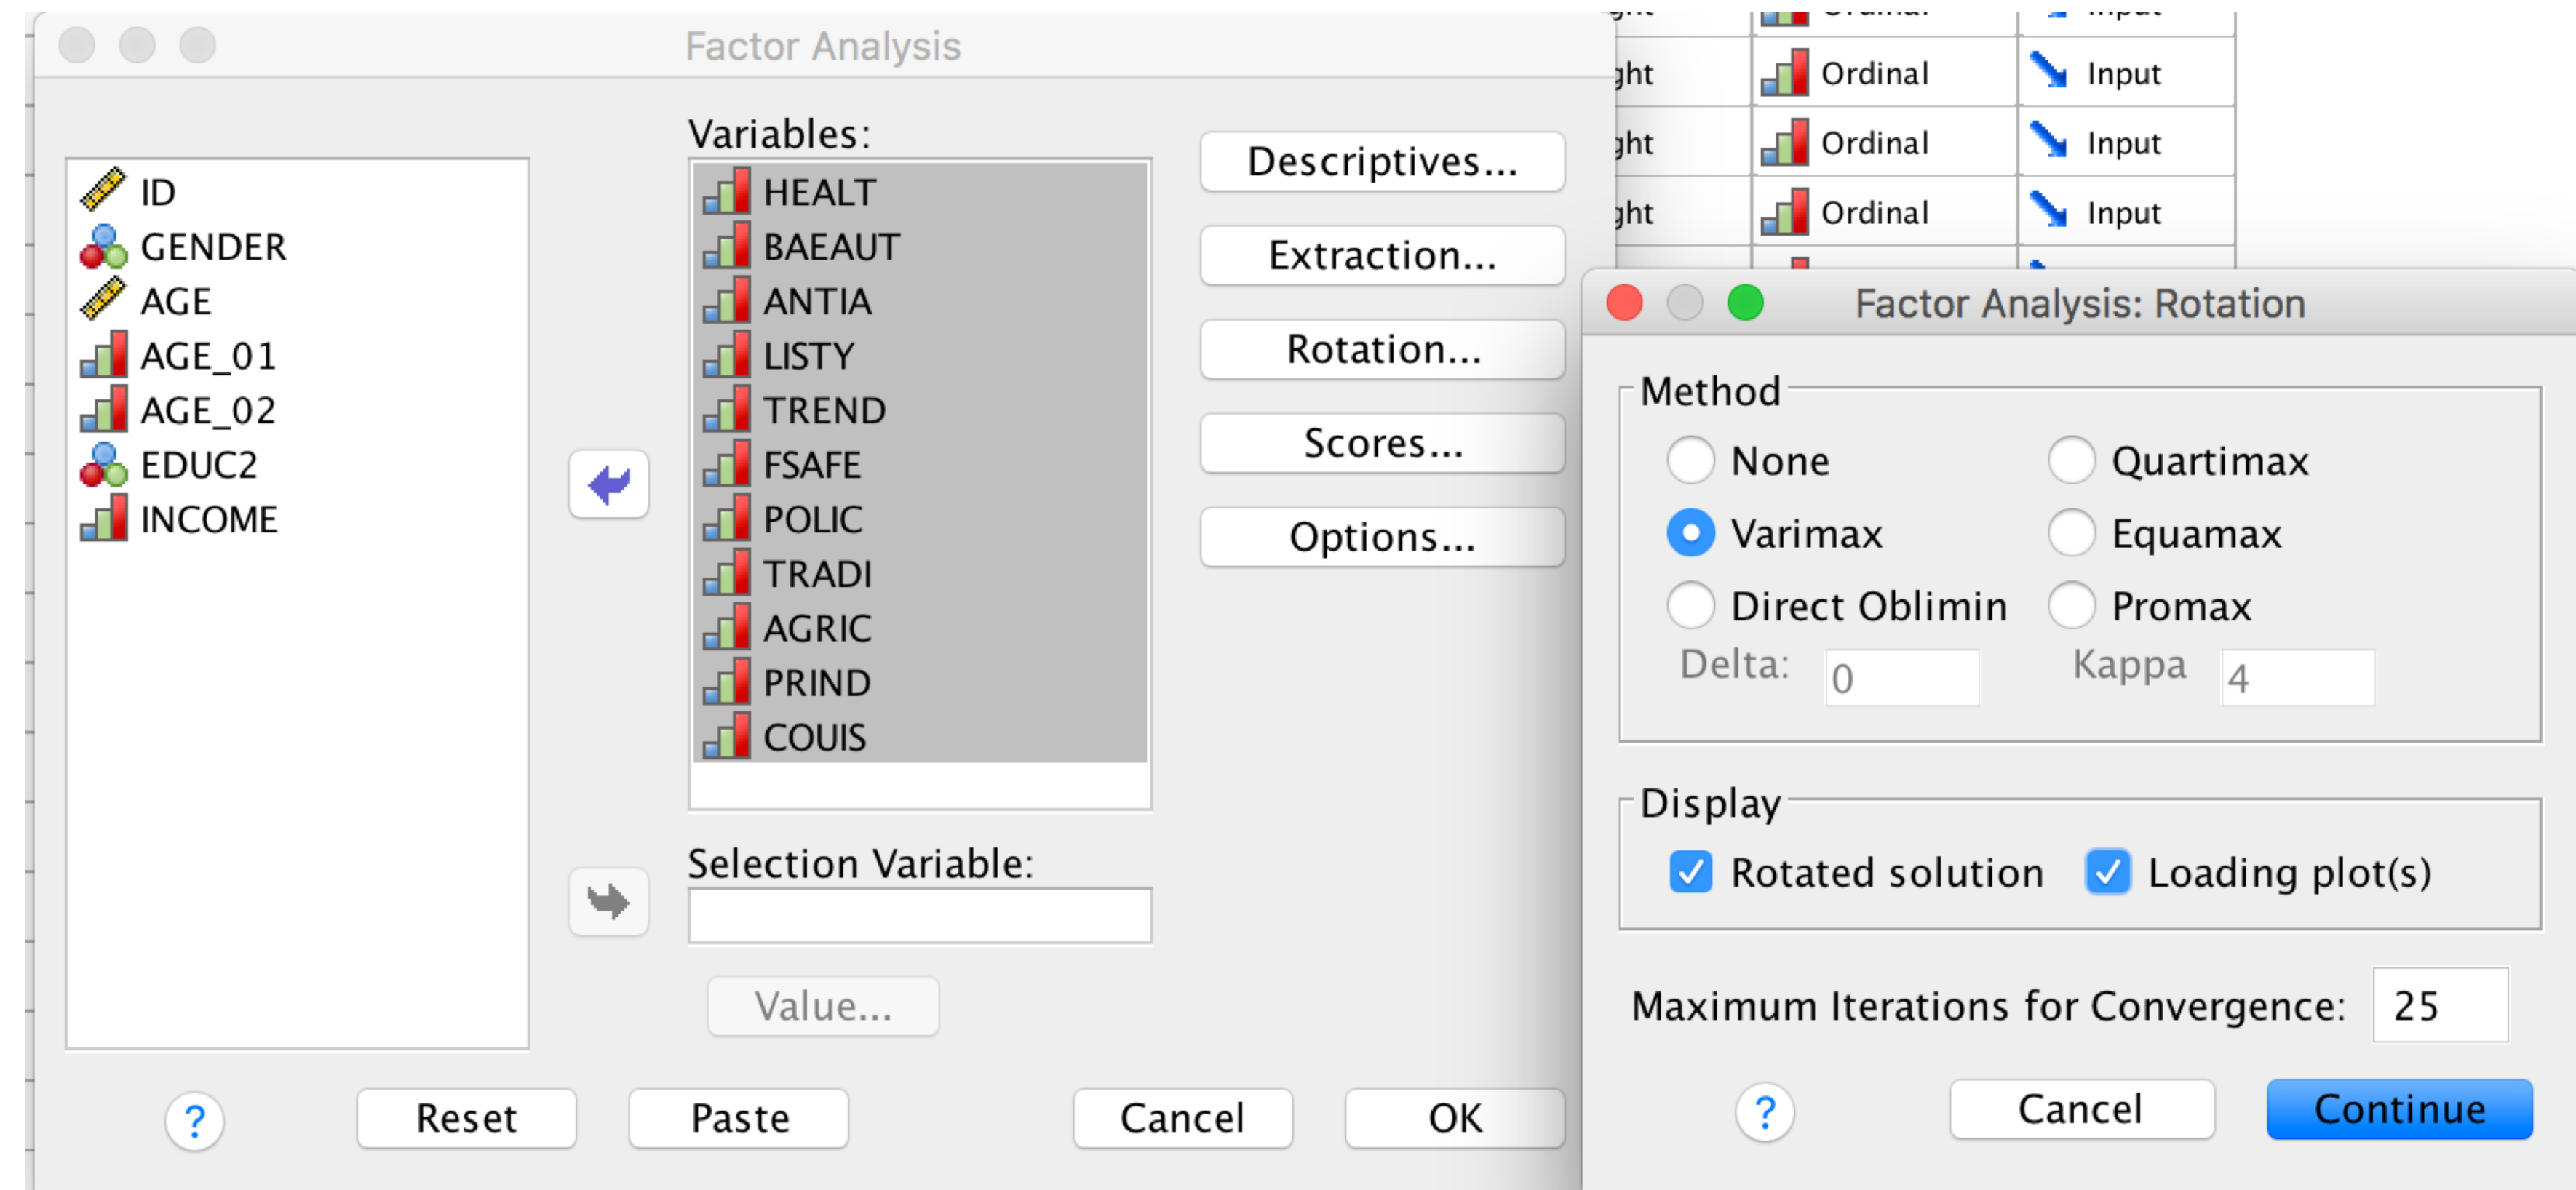 Factor Analysis
ID
GENDER
AGE
AGE_01
AGE_02
EDUC2
INCOME
Variables:
HEALT
BAEAUT
ANTIA
LISTY
TREND
FSAFE
POLIC
TRADI
AGRIC
PRIND
COUIS
Selection Variable:
Value...
Descriptives...
Extraction...
Rotation...
Scores...
Options...
? Reset Paste Cancel OK
Ordinal Input
Ordinal Input
Ordinal Input
Factor Analysis: Rotation
Method
None Quartimax
Varimax Equamax
Direct Oblimin Promax
Delta: 0 Kappa 4
Display
Rotated solution Loading plot(s)
Maximum Iterations for Convergence: 25
? Cancel Continue